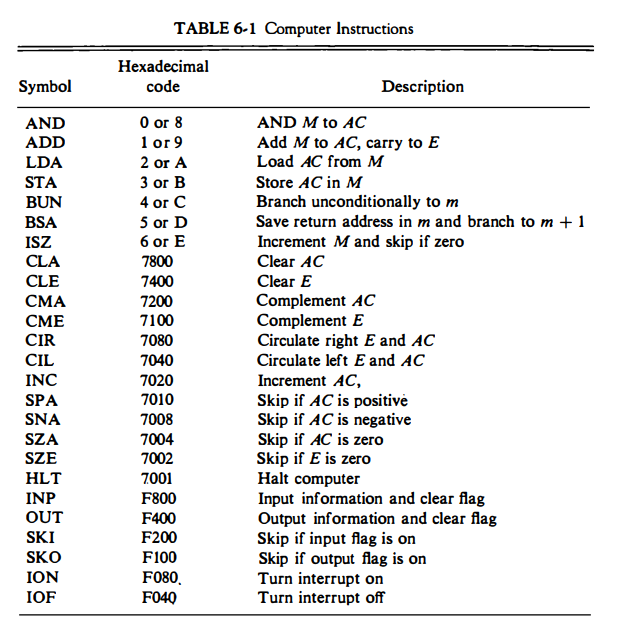 TABLE 6-1 Computer Instructions
Symbol Hexadecimal code Description
AND 0 or 8 AND M to AC
ADD 1 or 9 Add M to AC, carry to E
LDA 2 or A Load AC from M
STA 3 or B Store AC in M
BUN 4 or C Branch unconditionally to m
BSA 5 or D Save return address in m and branch to m + 1
ISZ 6 or E Increment M and skip if zero
CLA 7800 Clear AC
CLE 7400 Clear E
CMA 7200 Complement AC
CME 7100 Complement E
CIR 7080 Circulate right E and AC
CIL 7040 Circulate left E and AC
INC 7020 Increment AC,
SPA 7010 Skip if AC is positive
SNA 7008 Skip if AC is negative
SZA 7004 Skip if AC is zero
SZE 7002 Skip if E is zero
HLT 7001 Halt computer
INP F800 Input information and clear flag
OUT F400 Output information and clear flag
SKI F200 Skip if input flag is on
SKO F100 Skip if output flag is on
ION F080 Turn interrupt on
IOF F040 Turn interrupt off